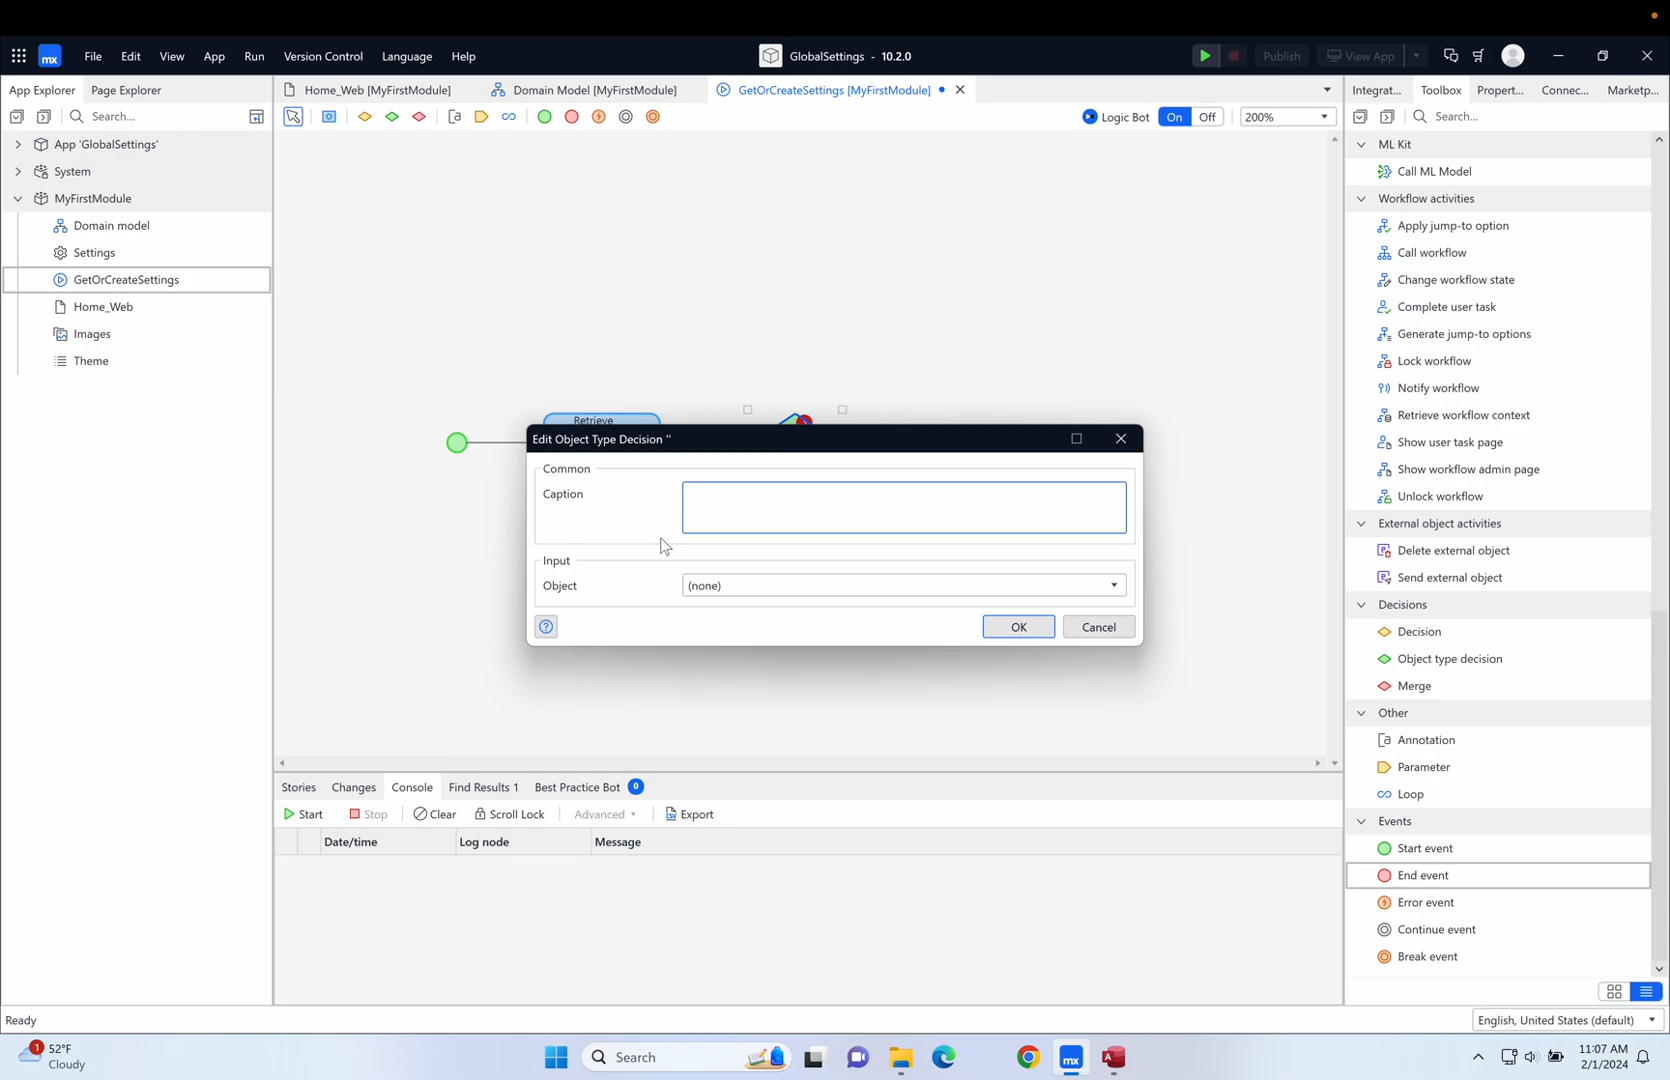 mx
File
Edit
View
App
Run
Version Control
Language
Help
GlobalSettings - 10.2.0
Publish
View App
App Explorer
Page Explorer
Home_Web [MyFirstModule]
Domain Model [MyFirstModule]
GetOrCreateSettings [MyFirstModule]
Integrat...
Toolbox
Propert...
Connec...
Marketp...
Search...
Logic Bot
On
Off
200%
Search...
App 'GlobalSettings'
System
MyFirstModule
Domain model
Settings
GetOrCreateSettings
Home_Web
Images
Theme
Retrieve
Edit Object Type Decision ''
Common
Caption
Input
Object
(none)
OK
Cancel
ML Kit
Call ML Model
Workflow activities
Apply jump-to option
Call workflow
Change workflow state
Complete user task
Generate jump-to options
Lock workflow
Notify workflow
Retrieve workflow context
Show user task page
Show workflow admin page
Unlock workflow
External object activities
Delete external object
Send external object
Decisions
Decision
Object type decision
Merge
Other
Annotation
Parameter
Loop
Events
Start event
End event
Error event
Continue event
Break event
Stories
Changes
Console
Find Results 1
Best Practice Bot
0
Start
Stop
Clear
Scroll Lock
Advanced
Export
Date/time
Log node
Message
Ready
English, United States (default)
1
52°F
Cloudy
Search
mx
11:07 AM
2/1/2024